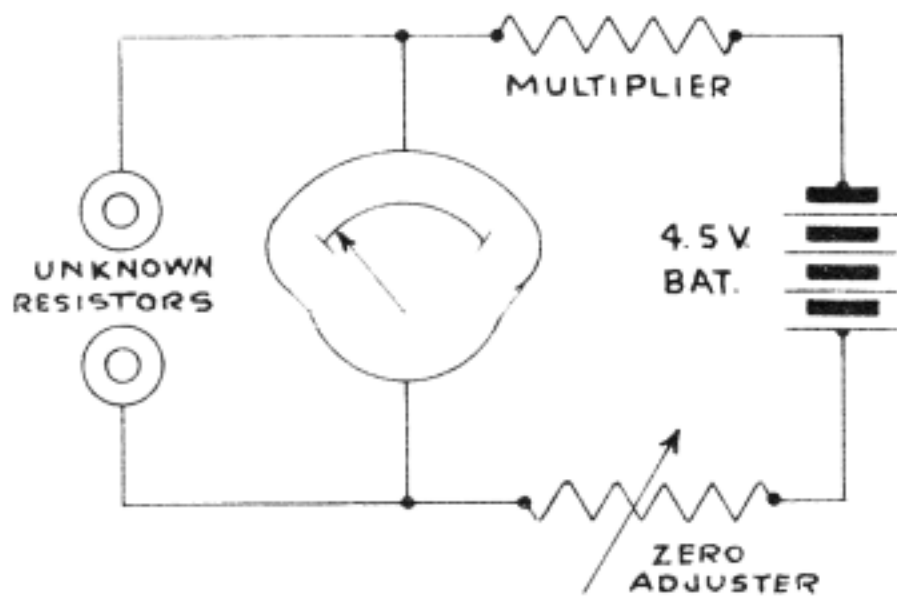 MULTIPLIER
UNKNOWN
RESISTORS
4.5 V.
BAT.
ZERO
ADJUSTER